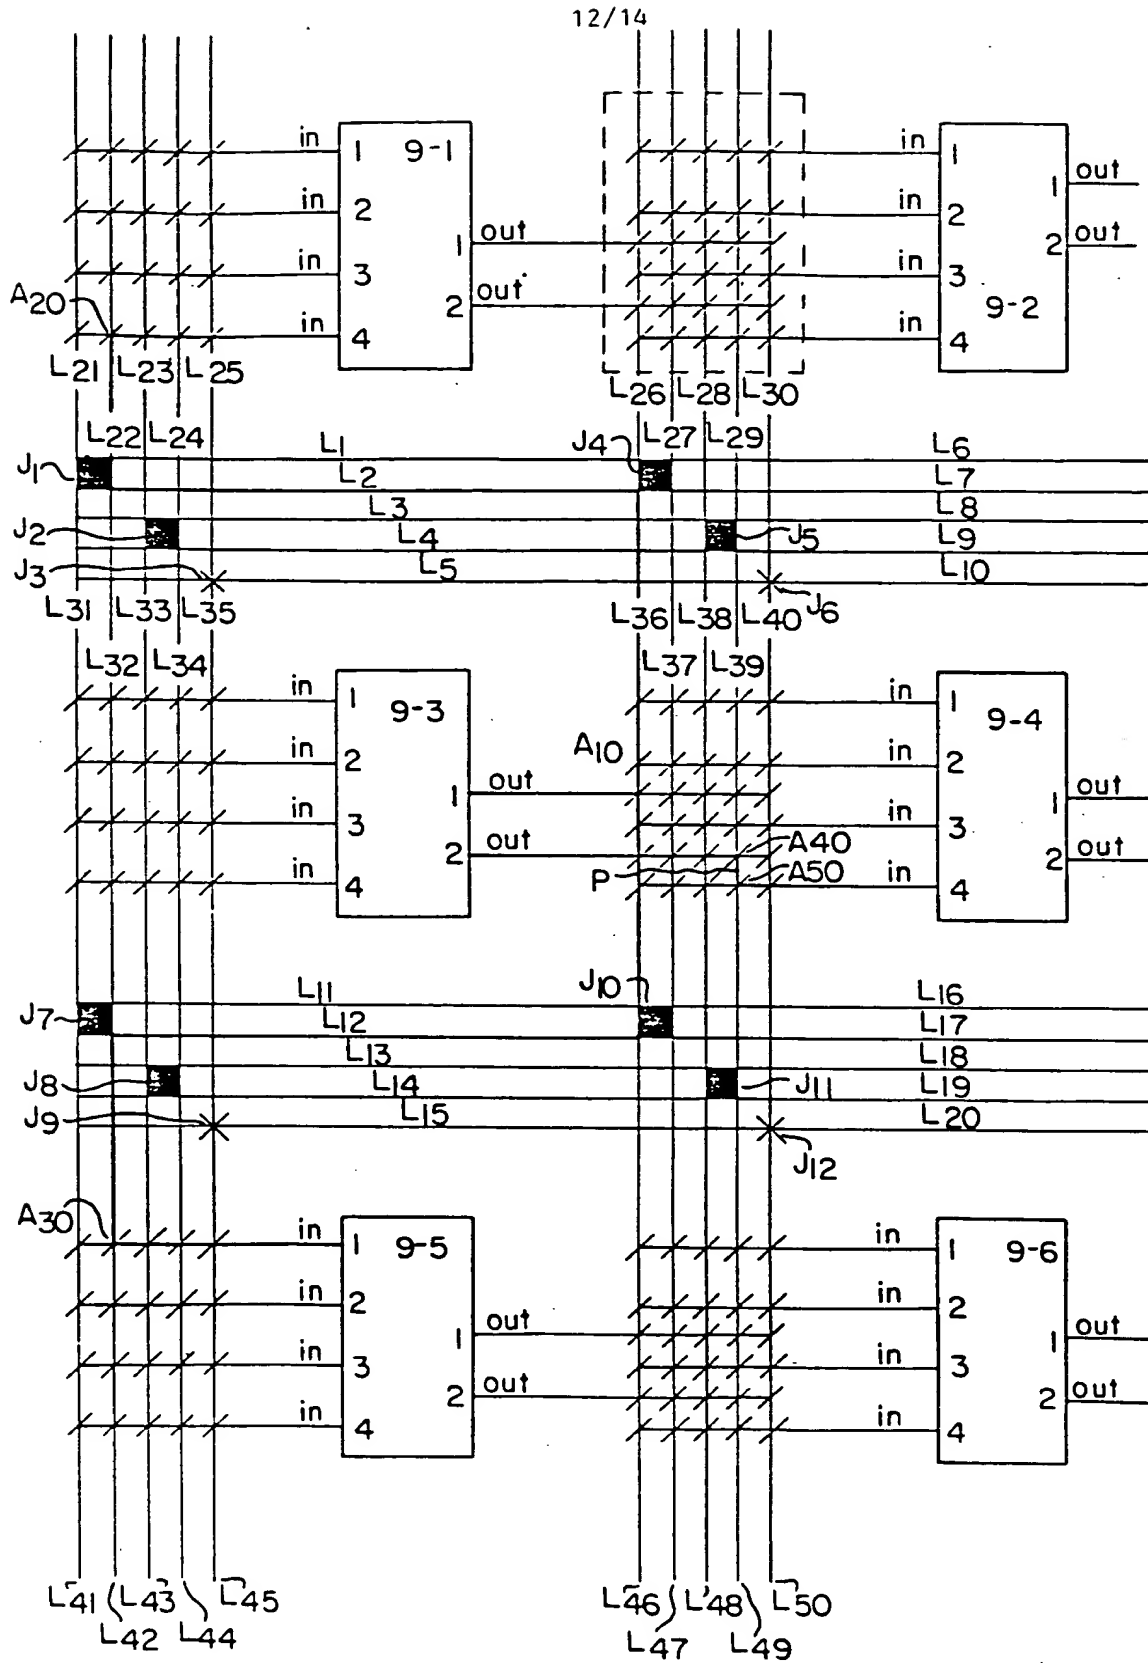 12/14
in 1 9-1 in 1
out
in 2 in 2 1
1 out 2 out
in 3 in 3
A20 2 out 9-2
in 4 in 4
L21 L23 L25 L26 L28 L30
L22 L24 L1 J4 L27 L29 L6
J1 L2 L7
L3 L8
J2 L4 J5 L9
J3 L5 L10
L31 L33 L35 L36 L38 L40 J6
L32 L34 L37 L39
in 1 9-3 in 1 9-4
in 2 A10 in 2
1 out 1 out
in 3 in 3
2 out A40 2 out
in 4 P A50 in 4
L11 J10 L16
J7 L12 L17
L13 L18
J8 L14 J11 L19
J9 L15 L20
J12
A30
in 1 9-5 in 1 9-6
in 2 in 2
1 out 1 out
in 3 in 3
2 out 2 out
in 4 in 4
L41 L43 L45 L46 L48 L50
L42 L44 L47 L49